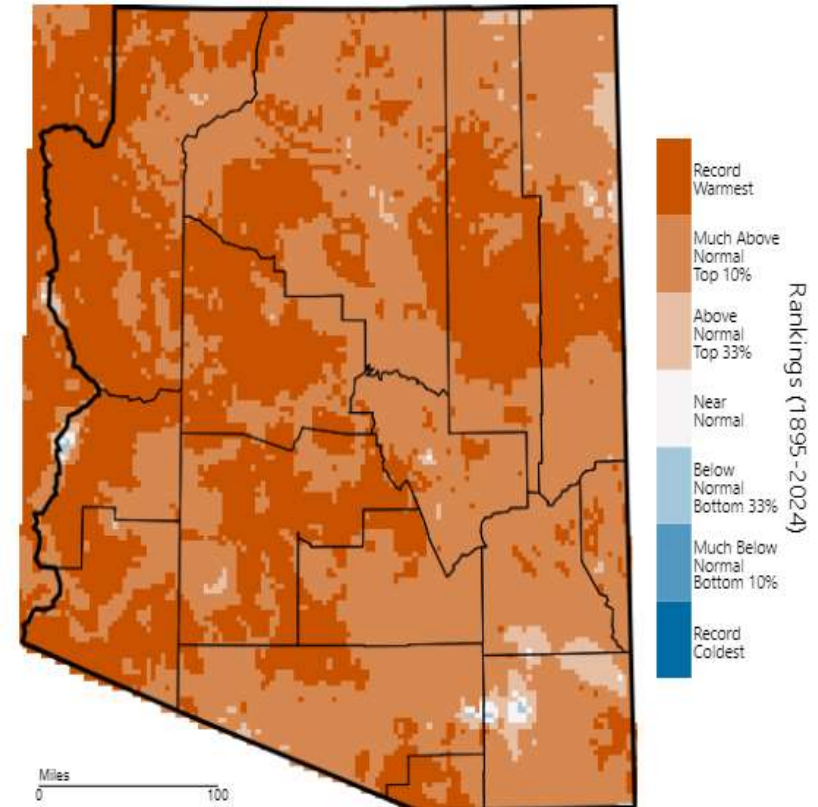 Record
Warmest
Much Above
Normal
Top 10%
Above
Normal
Top 33%
Near
Normal
Below
Normal
Bottom 33%
Much Below
Normal
Bottom 10%
Record
Coldest
Rankings (1895-2024)
Miles
0 100